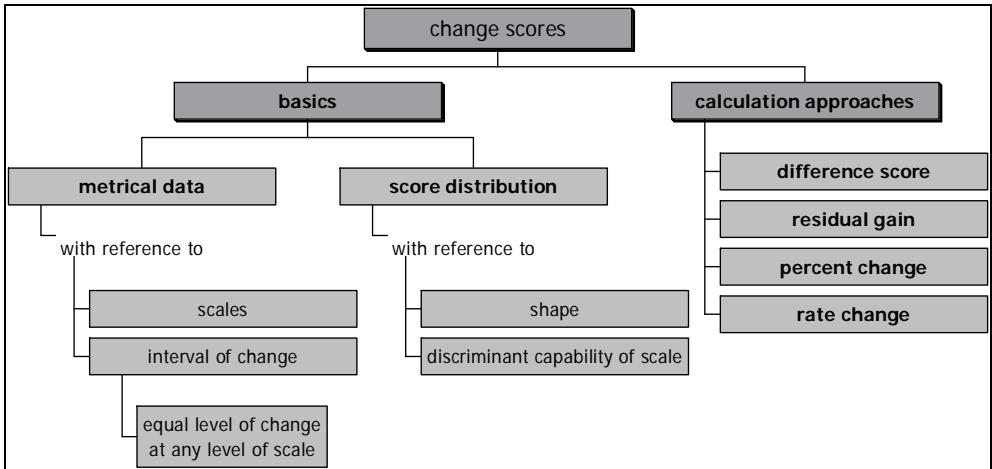 change scores
basics
calculation approaches
metrical data
score distribution
difference score
residual gain
percent change
rate change
with reference to
with reference to
scales
shape
interval of change
discriminant capability of scale
equal level of change
at any level of scale